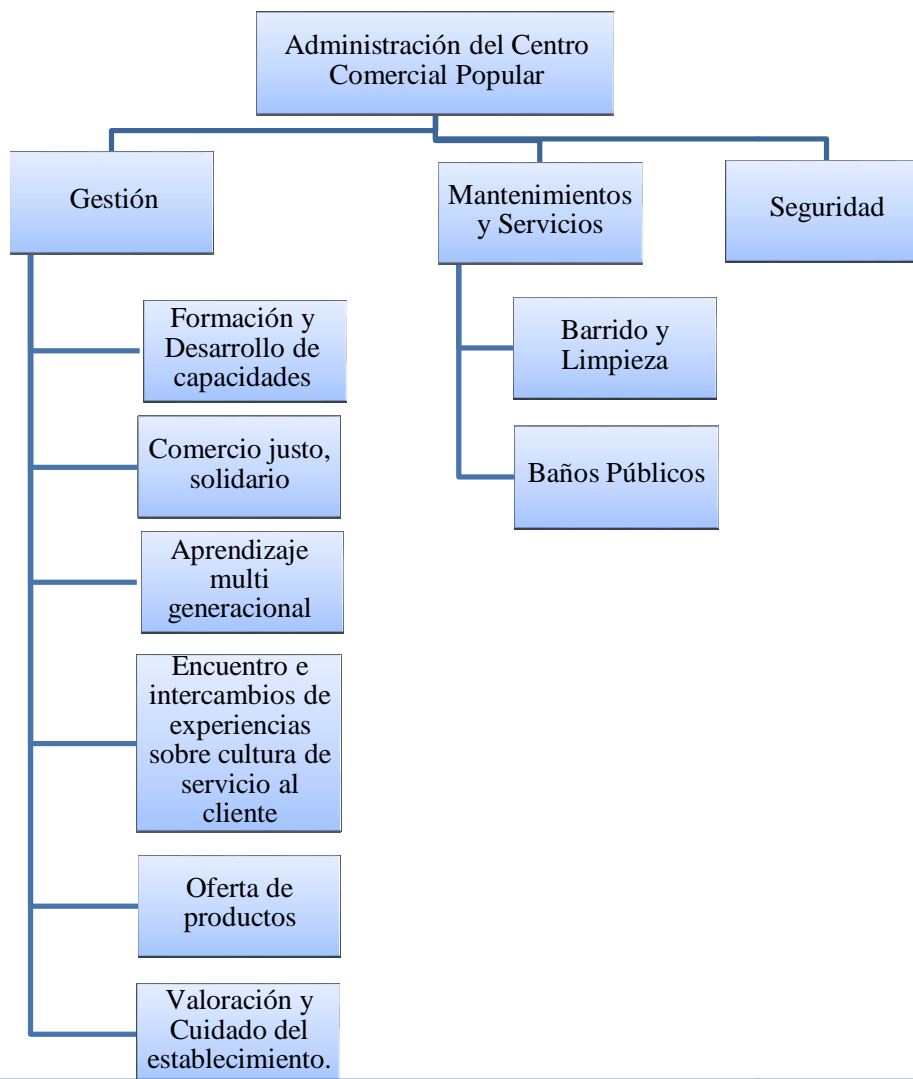 Administración del Centro
Comercial Popular
Gestión
Mantenimientos
y Servicios
Seguridad
Formación y
Desarrollo de
capacidades
Barrido y
Limpieza
Comercio justo,
solidario
Baños Públicos
Aprendizaje
multi
generacional
Encuentro e
intercambios de
experiencias
sobre cultura de
servicio al
cliente
Oferta de
productos
Valoración y
Cuidado del
establecimiento.